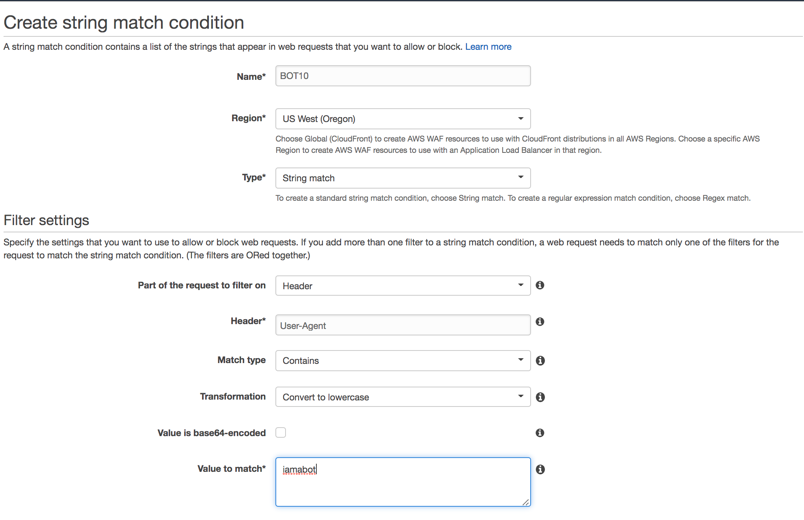 Create string match condition
A string match condition contains a list of the strings that appear in web requests that you want to allow or block. Learn more
Name* BOT10
Region* US West (Oregon)
Choose Global (CloudFront) to create AWS WAF resources to use with CloudFront distributions in all AWS Regions. Choose a specific AWS
Region to create AWS WAF resources to use with an Application Load Balancer in that region.
Type* String match
To create a standard string match condition, choose String match. To create a regular expression match condition, choose Regex match.
Filter settings
Specify the settings that you want to use to allow or block web requests. If you add more than one filter to a string match condition, a web request needs to match only one of the filters for the
request to match the string match condition. (The filters are ORed together.)
Part of the request to filter on Header
Header* User-Agent
Match type Contains
Transformation Convert to lowercase
Value is base64-encoded
Value to match* iamabot